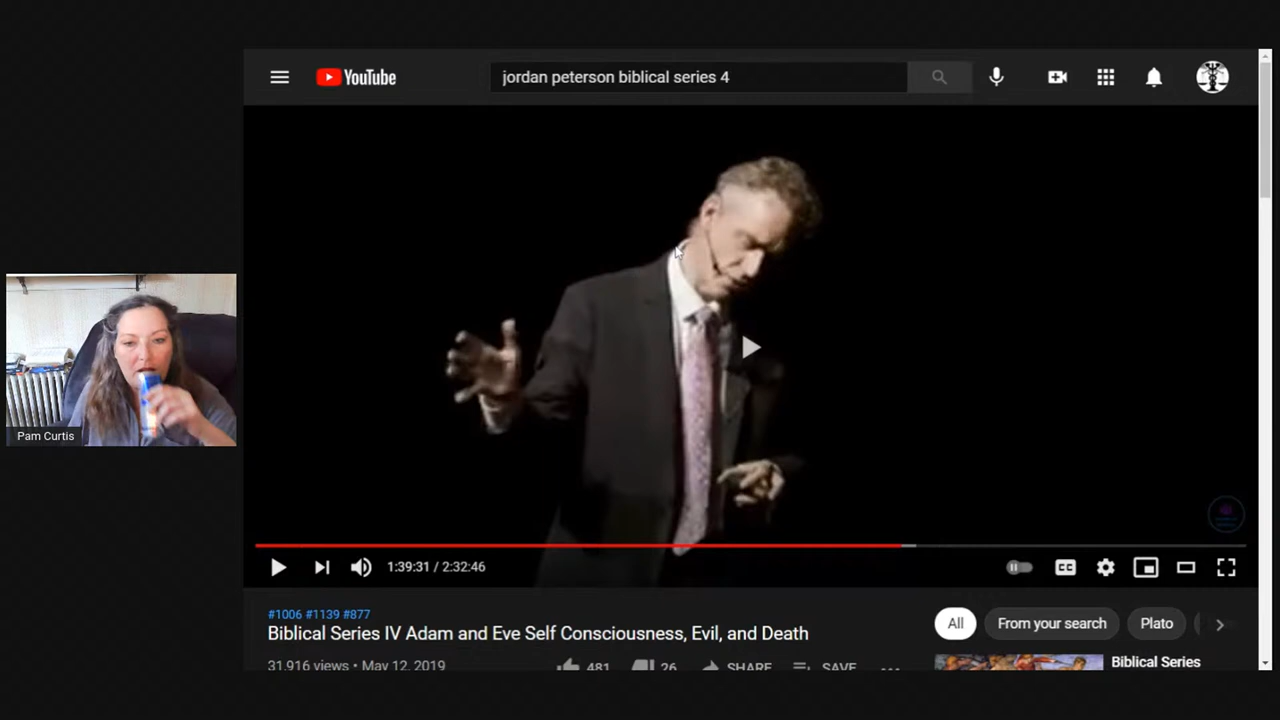 YouTube
jordan peterson biblical series 4
Pam Curtis
1:39:31 / 2:32:46
CC
#1006 #1139 #877
Biblical Series IV Adam and Eve Self Consciousness, Evil, and Death
31,916 views • May 12, 2019
481
26
SHARE
SAVE
All
From your search
Plato
Biblical Series